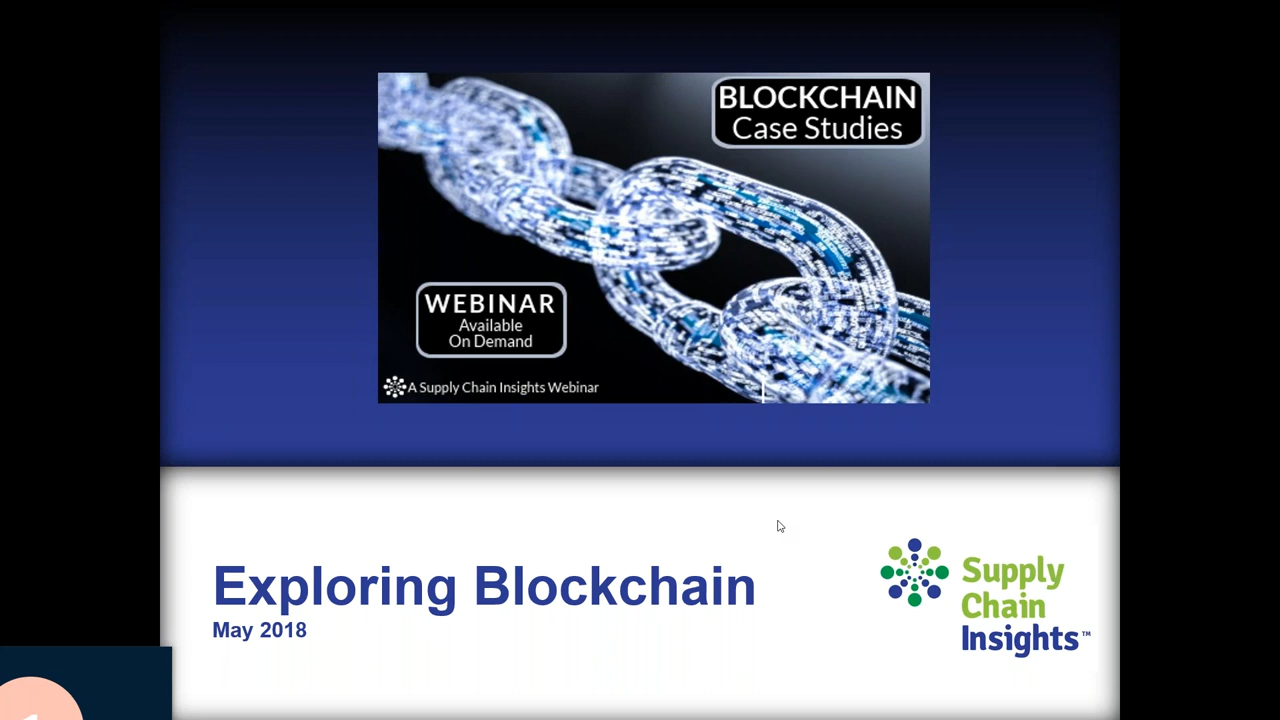 BLOCKCHAIN
Case Studies
WEBINAR
Available
On Demand
A Supply Chain Insights Webinar
Exploring Blockchain
May 2018
Supply
Chain
Insights™